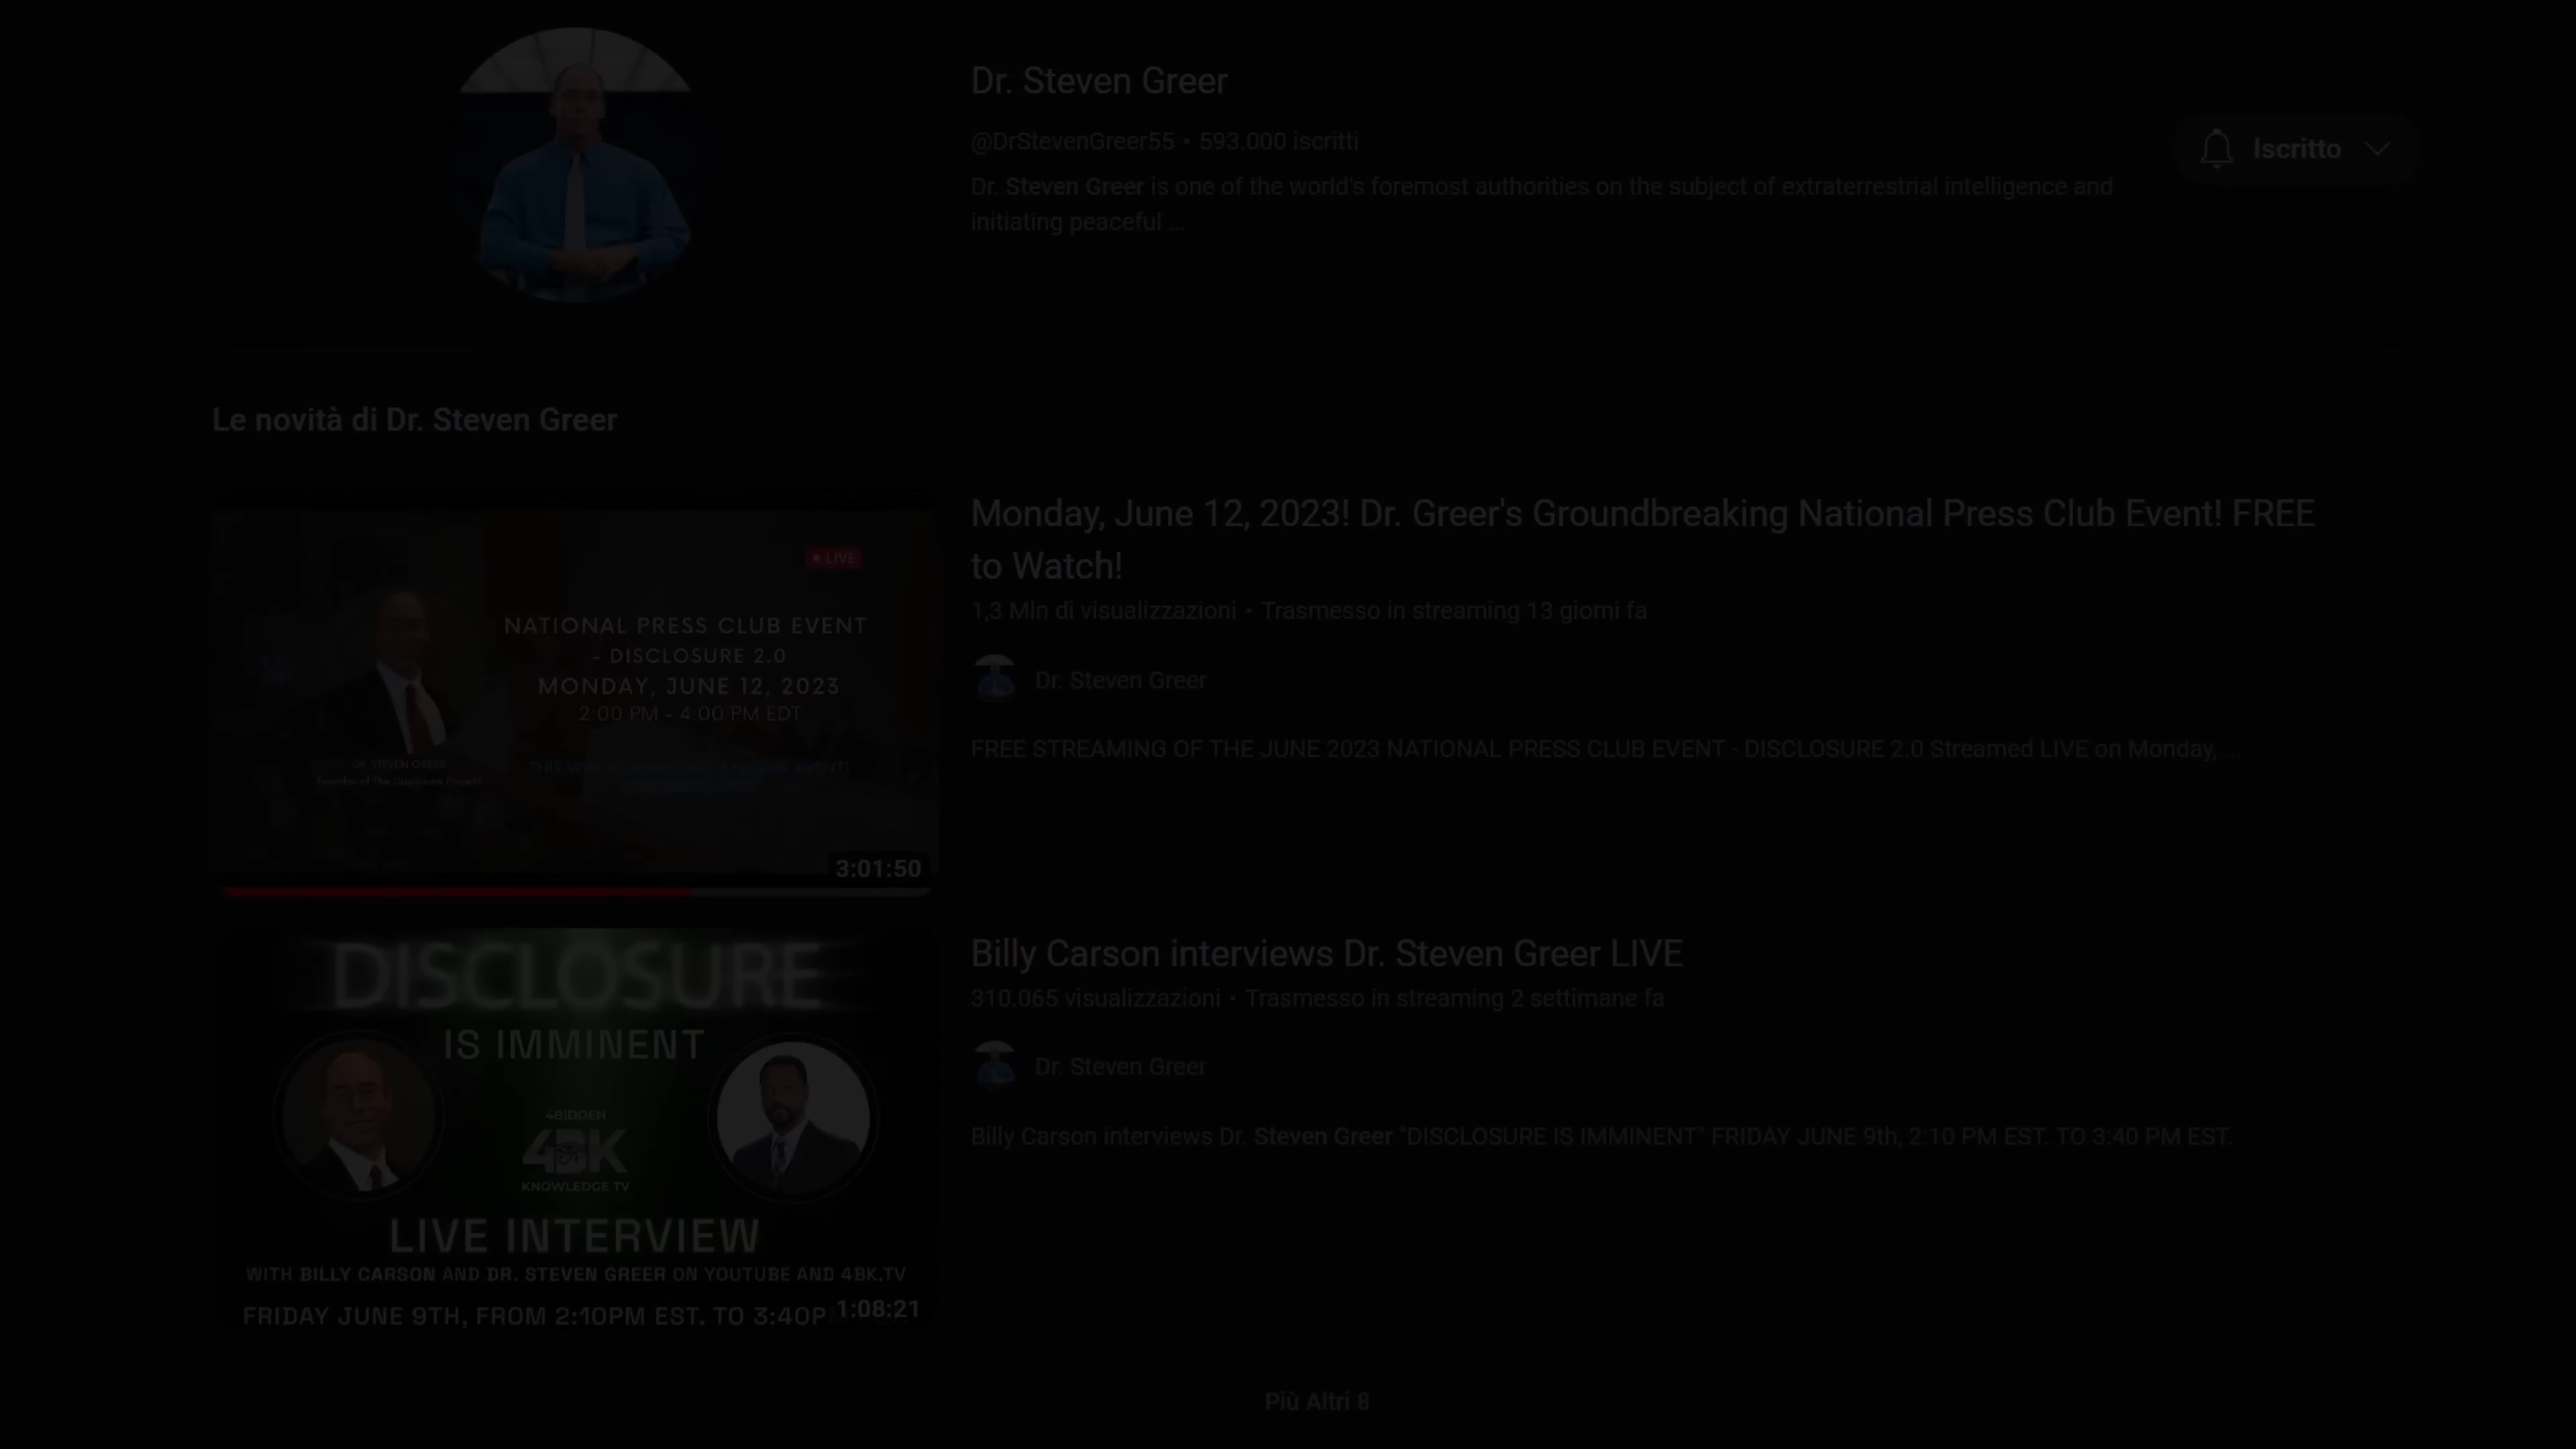 Dr. Steven Greer
@DrStevenGreer55 • 593.000 iscritti
Dr. Steven Greer is one of the world's foremost authorities on the subject of extraterrestrial intelligence and
initiating peaceful ...
Iscritto
Le novità di Dr. Steven Greer
LIVE
NATIONAL PRESS CLUB EVENT
- DISCLOSURE 2.0
MONDAY, JUNE 12, 2023
2:00 PM - 4:00 PM EDT
DR. STEVEN GREER
Founder of The Disclosure Project
3:01:50
Monday, June 12, 2023! Dr. Greer's Groundbreaking National Press Club Event! FREE
to Watch!
1,3 Mln di visualizzazioni • Trasmesso in streaming 13 giorni fa
Dr. Steven Greer
FREE STREAMING OF THE JUNE 2023 NATIONAL PRESS CLUB EVENT - DISCLOSURE 2.0 Streamed LIVE on Monday, ...
DISCLOSURE
IS IMMINENT
4BIDDEN
4BK
KNOWLEDGE TV
LIVE INTERVIEW
WITH BILLY CARSON AND DR. STEVEN GREER ON YOUTUBE AND 4BK.TV
FRIDAY JUNE 9TH, FROM 2:10PM EST. TO 3:40P
1:08:21
Billy Carson interviews Dr. Steven Greer LIVE
310.065 visualizzazioni • Trasmesso in streaming 2 settimane fa
Dr. Steven Greer
Billy Carson interviews Dr. Steven Greer "DISCLOSURE IS IMMINENT" FRIDAY JUNE 9th, 2:10 PM EST. TO 3:40 PM EST.
Più Altri 8